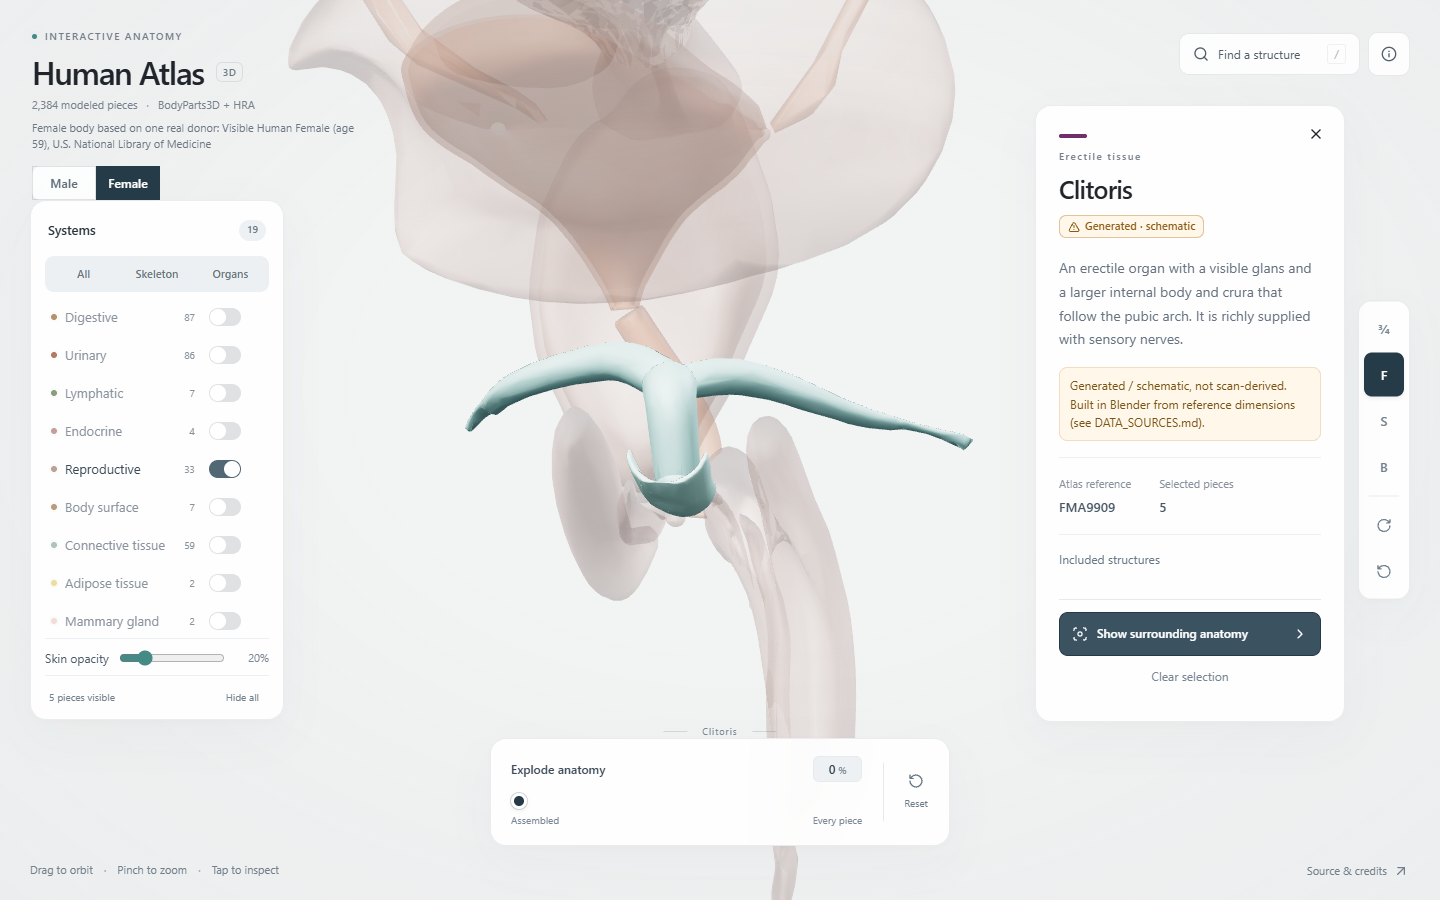 INTERACTIVE ANATOMY
Human Atlas 3D
2,384 modeled pieces · BodyParts3D + HRA
Female body based on one real donor: Visible Human Female (age
59), U.S. National Library of Medicine
Male Female
Systems 19
All Skeleton Organs
Digestive 87
Urinary 86
Lymphatic 7
Endocrine 4
Reproductive 33
Body surface 7
Connective tissue 59
Adipose tissue 2
Mammary gland 2
Skin opacity 20%
5 pieces visible Hide all
Find a structure /
Erectile tissue
Clitoris
Generated · schematic
An erectile organ with a visible glans and
a larger internal body and crura that
follow the pubic arch. It is richly supplied
with sensory nerves.
Generated / schematic, not scan-derived.
Built in Blender from reference dimensions
(see DATA_SOURCES.md).
Atlas reference Selected pieces
FMA9909 5
Included structures
Show surrounding anatomy
Clear selection
¾
F
S
B
Clitoris
Explode anatomy 0 %
Assembled Every piece
Reset
Drag to orbit · Pinch to zoom · Tap to inspect
Source & credits